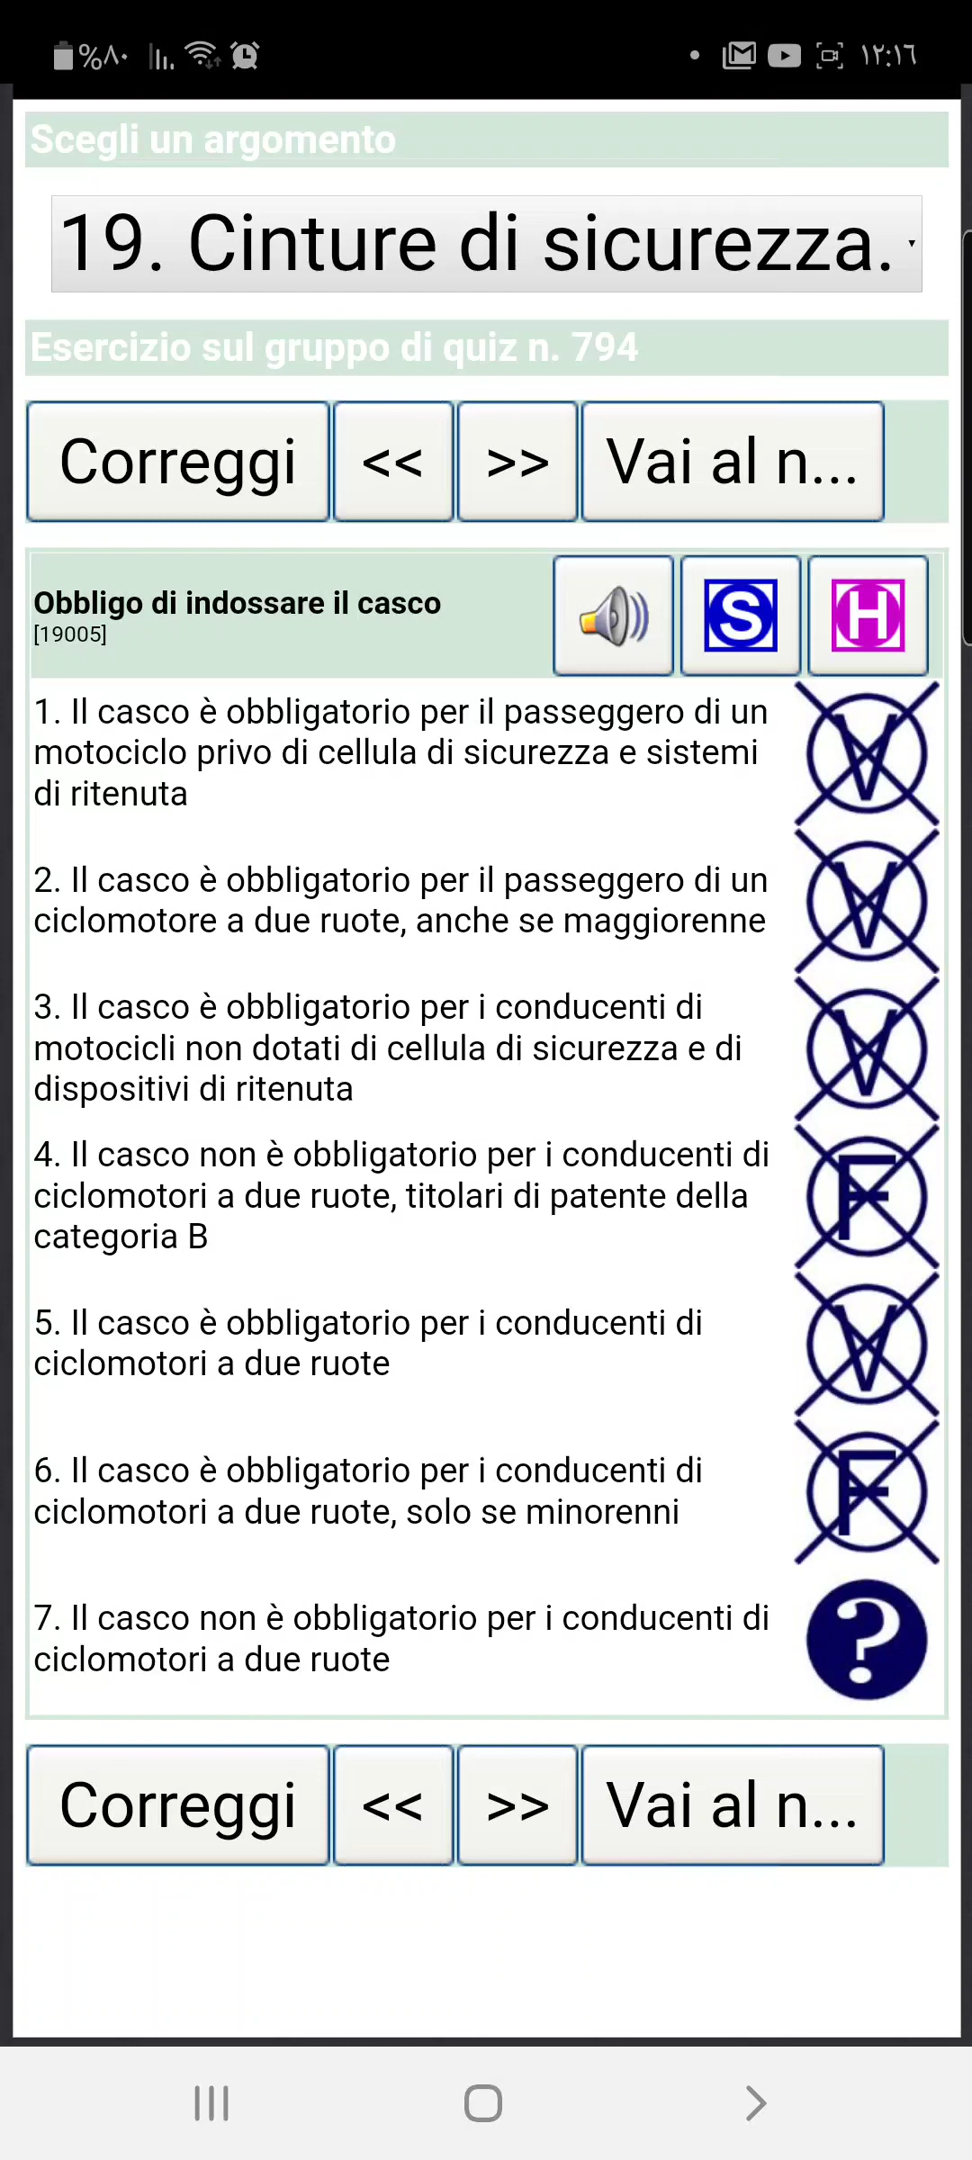 %٨٠
١٢:١٦
Scegli un argomento
19. Cinture di sicurezza.
Esercizio sul gruppo di quiz n. 794
Correggi << >> Vai al n...
Obbligo di indossare il casco
[19005]
S H
1. Il casco è obbligatorio per il passeggero di un
motociclo privo di cellula di sicurezza e sistemi
di ritenuta
V
2. Il casco è obbligatorio per il passeggero di un
ciclomotore a due ruote, anche se maggiorenne
V
3. Il casco è obbligatorio per i conducenti di
motocicli non dotati di cellula di sicurezza e di
dispositivi di ritenuta
V
4. Il casco non è obbligatorio per i conducenti di
ciclomotori a due ruote, titolari di patente della
categoria B
F
5. Il casco è obbligatorio per i conducenti di
ciclomotori a due ruote
V
6. Il casco è obbligatorio per i conducenti di
ciclomotori a due ruote, solo se minorenni
F
7. Il casco non è obbligatorio per i conducenti di
ciclomotori a due ruote
?
Correggi << >> Vai al n...